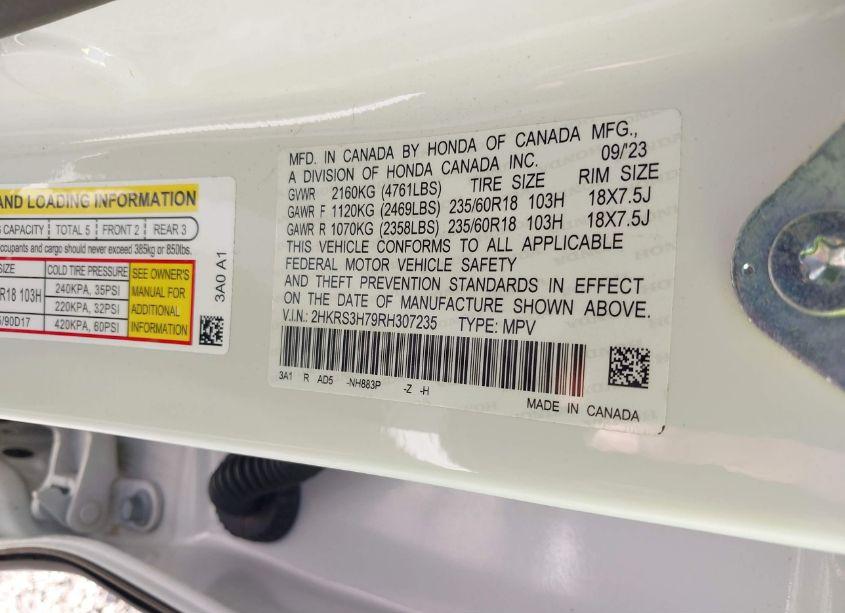 AND LOADING INFORMATION
CAPACITY TOTAL 5 FRONT 2 REAR 3
occupants and cargo should never exceed 385kg or 850lbs.
SIZE COLD TIRE PRESSURE SEE OWNER'S
MANUAL FOR
ADDITIONAL
INFORMATION
R18 103H 240KPA, 35PSI
220KPA, 32PSI
/90D17 420KPA, 60PSI
3A0 A1
MFD. IN CANADA BY HONDA OF CANADA MFG.,
A DIVISION OF HONDA CANADA INC. 09/'23
GVWR 2160KG (4761LBS) TIRE SIZE RIM SIZE
GAWR F 1120KG (2469LBS) 235/60R18 103H 18X7.5J
GAWR R 1070KG (2358LBS) 235/60R18 103H 18X7.5J
THIS VEHICLE CONFORMS TO ALL APPLICABLE
FEDERAL MOTOR VEHICLE SAFETY
AND THEFT PREVENTION STANDARDS IN EFFECT
ON THE DATE OF MANUFACTURE SHOWN ABOVE.
V.I.N.: 2HKRS3H79RH307235 TYPE: MPV
3A1 R AD5 -NH883P -Z -H
MADE IN CANADA